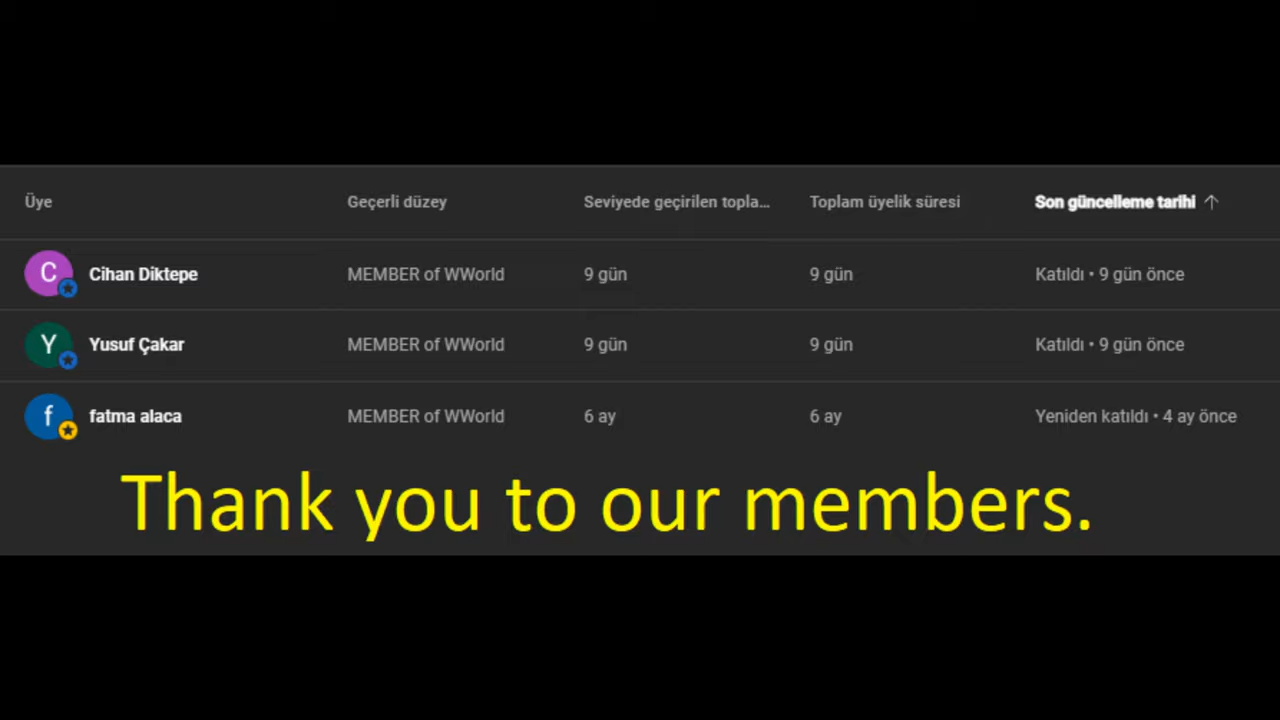 Üye Geçerli düzey Seviyede geçirilen topla... Toplam üyelik süresi Son güncelleme tarihi ↑
C Cihan Diktepe MEMBER of WWorld 9 gün 9 gün Katıldı • 9 gün önce
Y Yusuf Çakar MEMBER of WWorld 9 gün 9 gün Katıldı • 9 gün önce
f fatma alaca MEMBER of WWorld 6 ay 6 ay Yeniden katıldı • 4 ay önce
Thank you to our members.